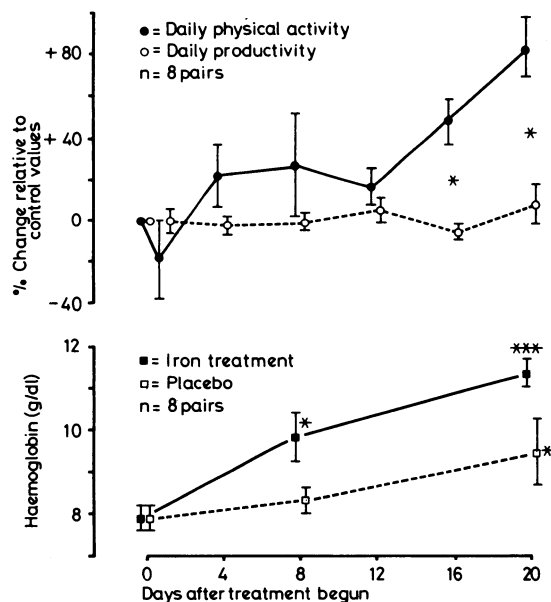 ● = Daily physical activity
○ = Daily productivity
n = 8 pairs
% Change relative to
control values
+80
+40
0
-40
*
*
■ = Iron treatment
□ = Placebo
n = 8 pairs
Haemoglobin (g/dl)
12
10
8
*
***
*
0 4 8 12 16 20
Days after treatment begun